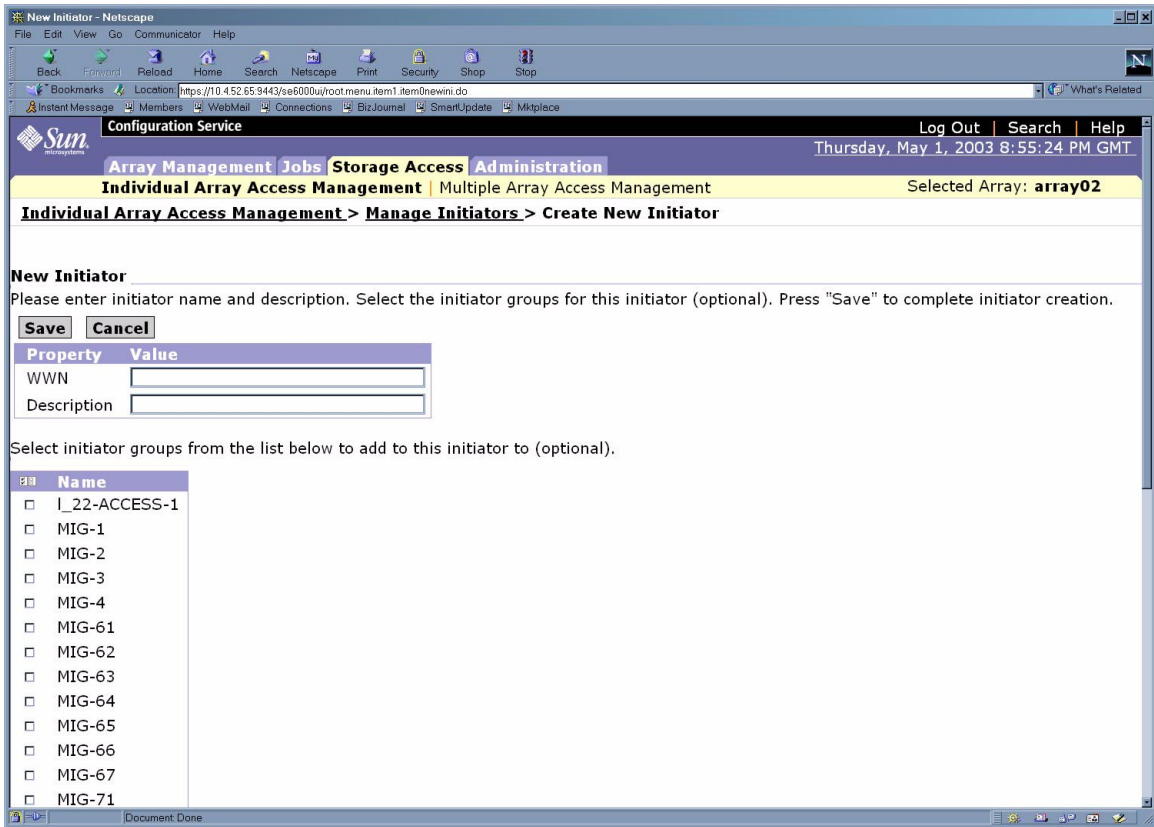 New Initiator - Netscape
File Edit View Go Communicator Help
Back Forward Reload Home Search Netscape Print Security Shop Stop
N
Bookmarks Location: https://10.4.52.65:9443/se6000ui/root.menu.item1.item0newini.do What's Related
Instant Message Members WebMail Connections BizJournal SmartUpdate Mktplace
Sun microsystems
Configuration Service
Log Out | Search | Help
Thursday, May 1, 2003 8:55:24 PM GMT
Array Management Jobs Storage Access Administration
Individual Array Access Management | Multiple Array Access Management Selected Array: array02
Individual Array Access Management > Manage Initiators > Create New Initiator
New Initiator
Please enter initiator name and description. Select the initiator groups for this initiator (optional). Press "Save" to complete initiator creation.
Save Cancel
Property Value
WWN
Description
Select initiator groups from the list below to add to this initiator to (optional).
Name
l_22-ACCESS-1
MIG-1
MIG-2
MIG-3
MIG-4
MIG-61
MIG-62
MIG-63
MIG-64
MIG-65
MIG-66
MIG-67
MIG-71
Document: Done